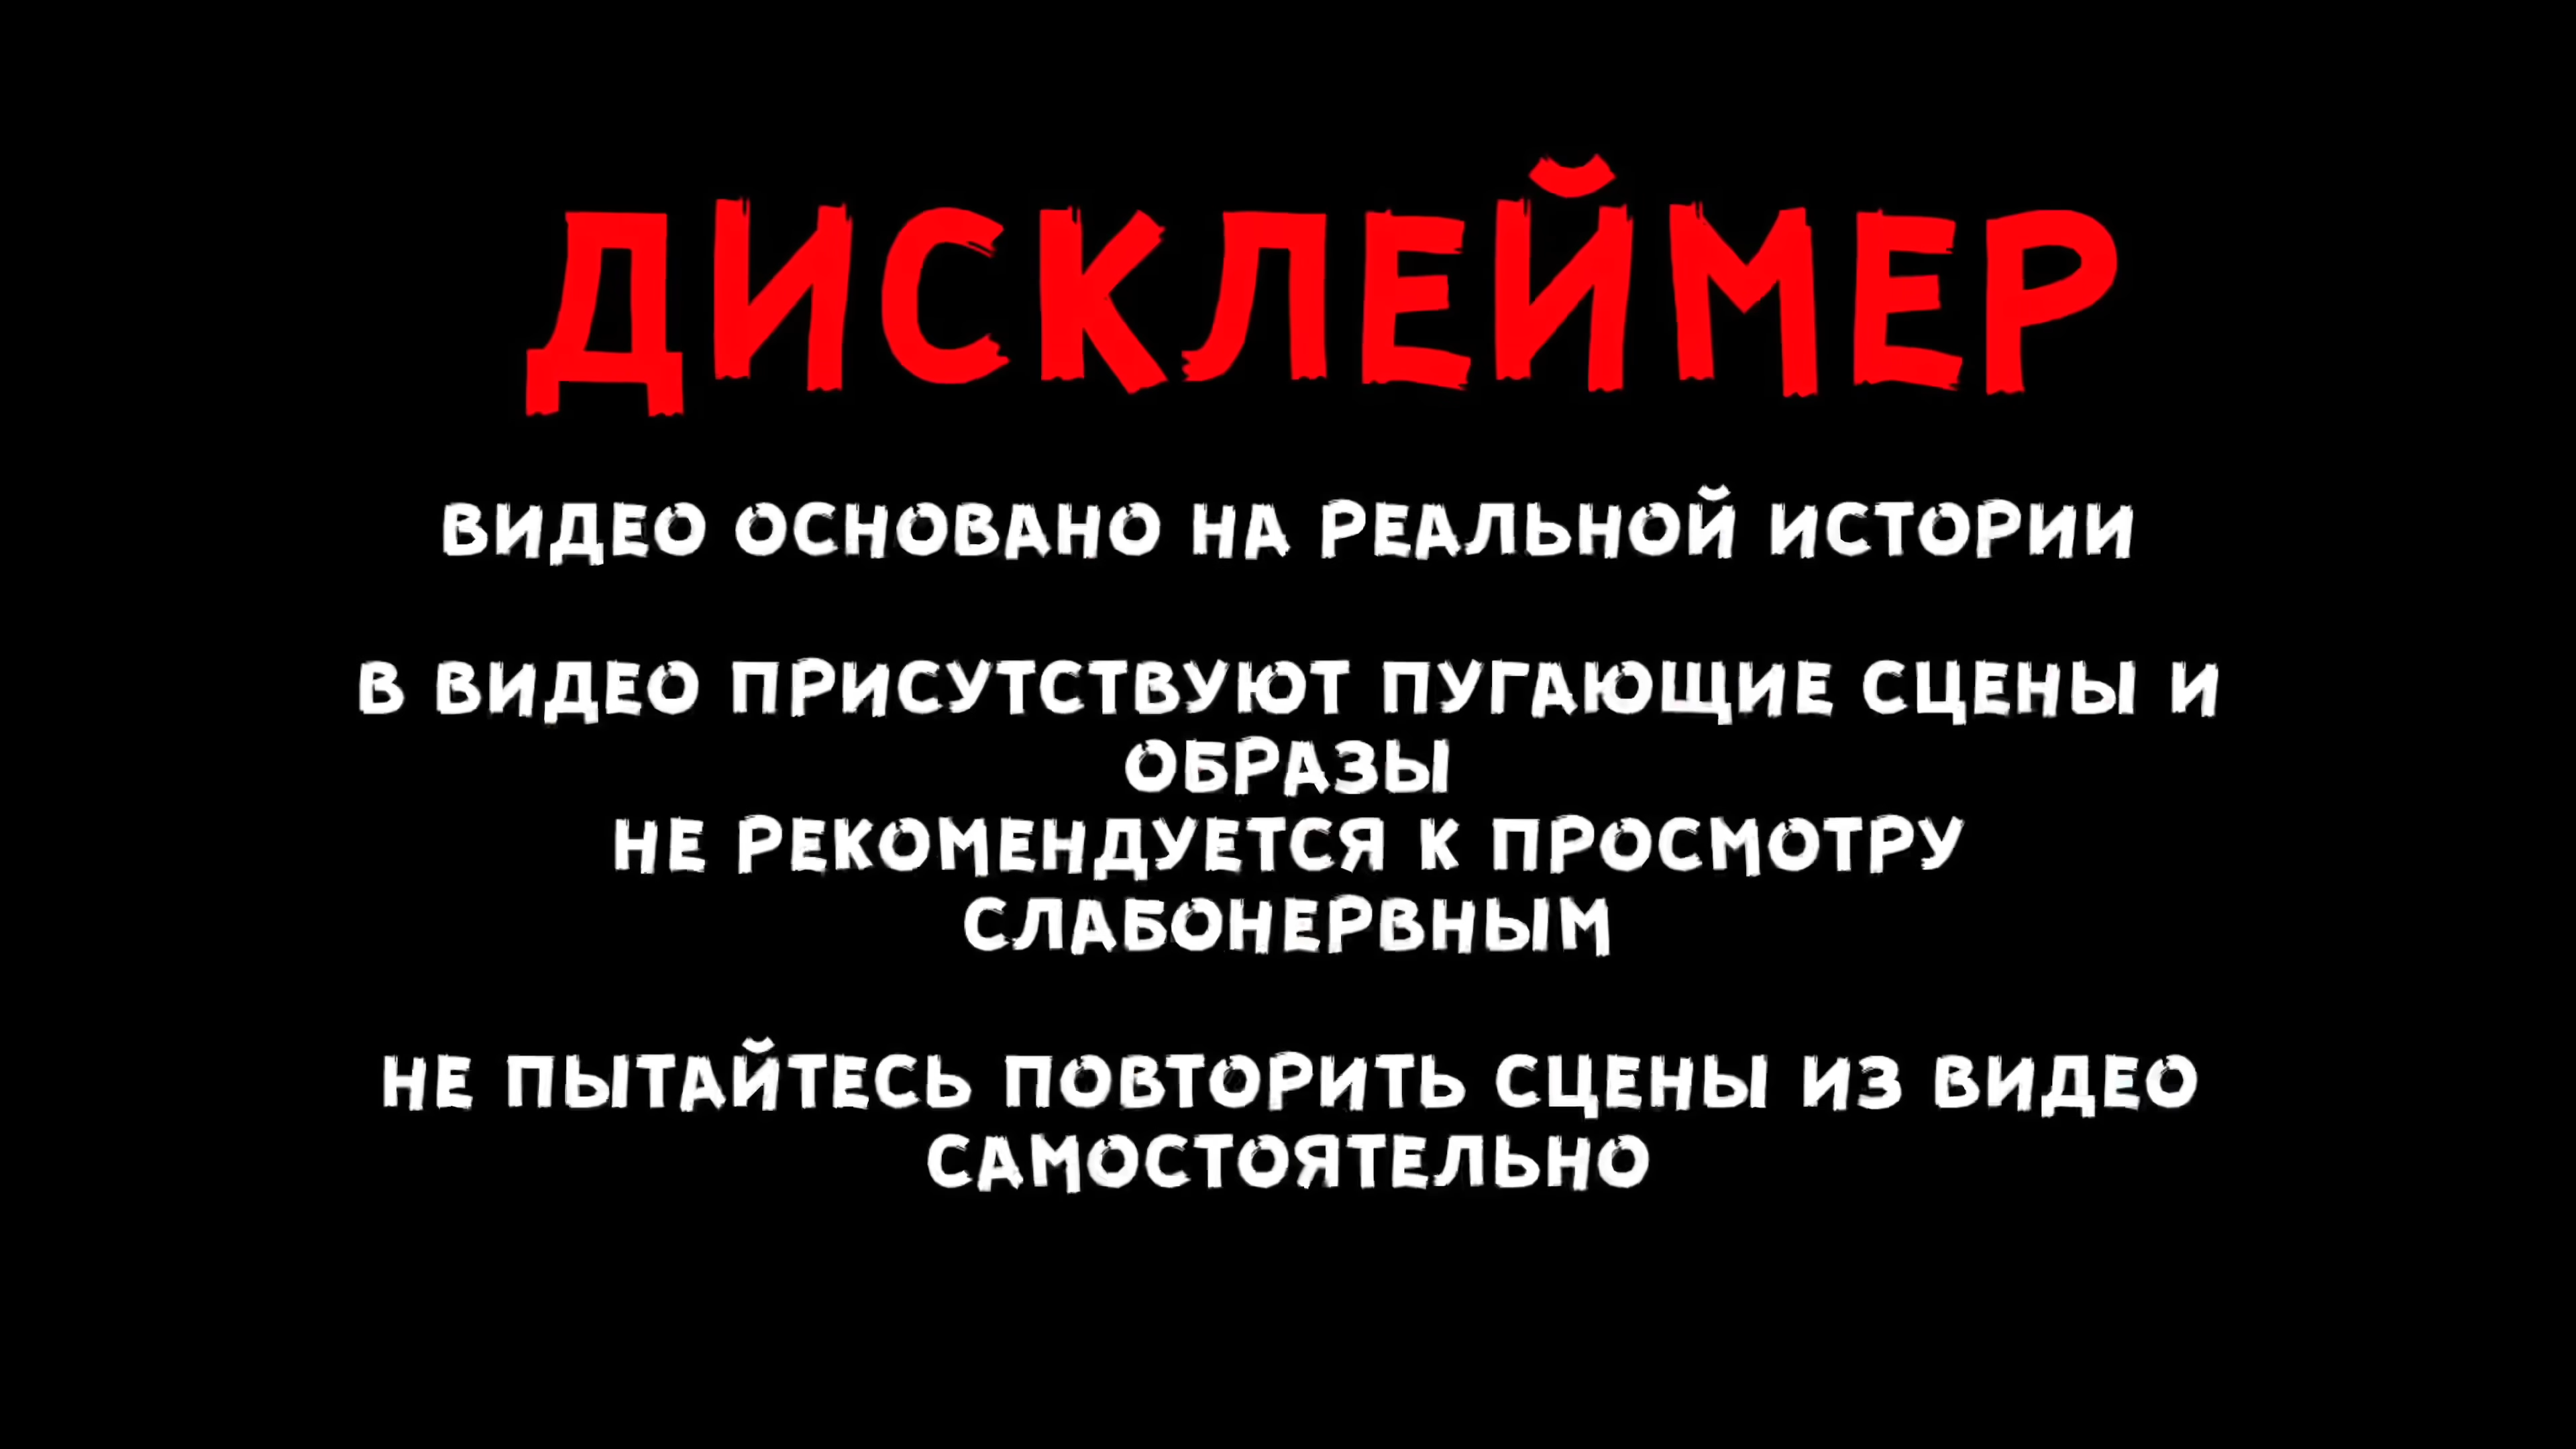 ДИСКЛЕЙМЕР
ВИДЕО ОСНОВАНО НА РЕАЛЬНОЙ ИСТОРИИ
В ВИДЕО ПРИСУТСТВУЮТ ПУГАЮЩИЕ СЦЕНЫ И
ОБРАЗЫ
НЕ РЕКОМЕНДУЕТСЯ К ПРОСМОТРУ
СЛАБОНЕРВНЫМ
НЕ ПЫТАЙТЕСЬ ПОВТОРИТЬ СЦЕНЫ ИЗ ВИДЕО
САМОСТОЯТЕЛЬНО